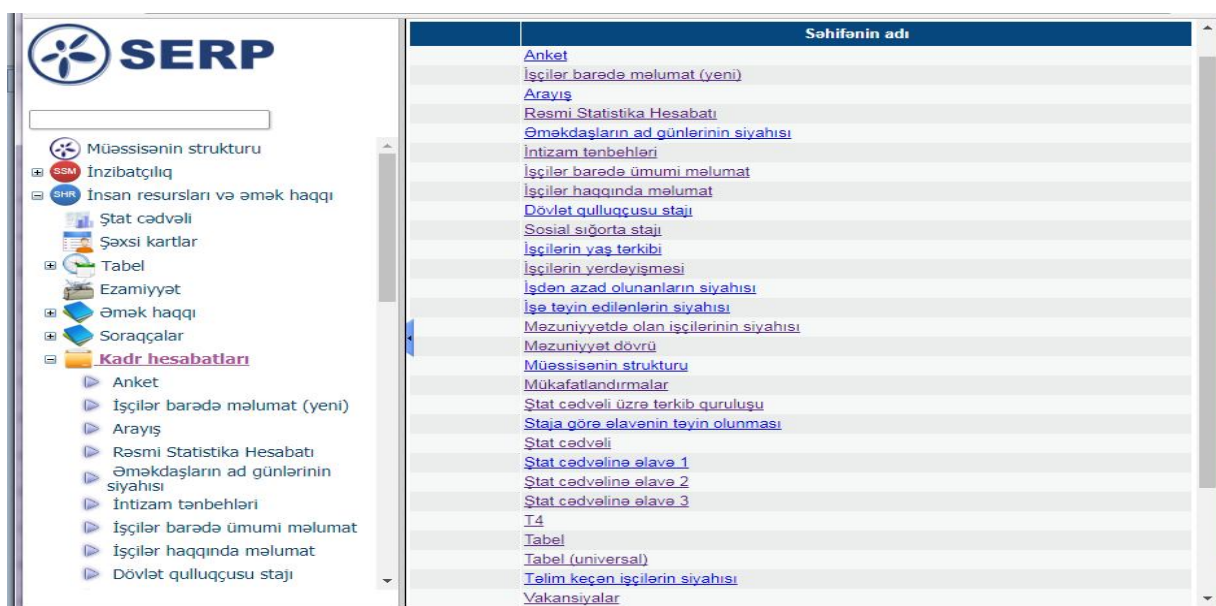 SERP
Müəssisənin strukturu
SSM İnzibatçılıq
SHR İnsan resursları və əmək haqqı
Ştat cədvəli
Şəxsi kartlar
Tabel
Ezamiyyət
Əmək haqqı
Soraqçalar
Kadr hesabatları
Anket
İşçilər barədə məlumat (yeni)
Arayış
Rəsmi Statistika Hesabatı
Əməkdaşların ad günlərinin
siyahısı
İntizam tənbehləri
İşçilər barədə ümumi məlumat
İşçilər haqqında məlumat
Dövlət qulluqçusu stajı
Səhifənin adı
Anket
İşçilər barədə məlumat (yeni)
Arayış
Rəsmi Statistika Hesabatı
Əməkdaşların ad günlərinin siyahısı
İntizam tənbehləri
İşçilər barədə ümumi məlumat
İşçilər haqqında məlumat
Dövlət qulluqçusu stajı
Sosial sığorta stajı
İşçilərin yaş tərkibi
İşçilərin yerdəyişməsi
İşdən azad olunanların siyahısı
İşə təyin edilənlərin siyahısı
Məzuniyyətdə olan işçilərinin siyahısı
Məzuniyyət dövrü
Müəssisənin strukturu
Mükafatlandırmalar
Ştat cədvəli üzrə tərkib quruluşu
Staja görə əlavənin təyin olunması
Ştat cədvəli
Ştat cədvəlinə əlavə 1
Ştat cədvəlinə əlavə 2
Ştat cədvəlinə əlavə 3
T4
Tabel
Tabel (universal)
Təlim keçən işçilərin siyahısı
Vakansiyalar